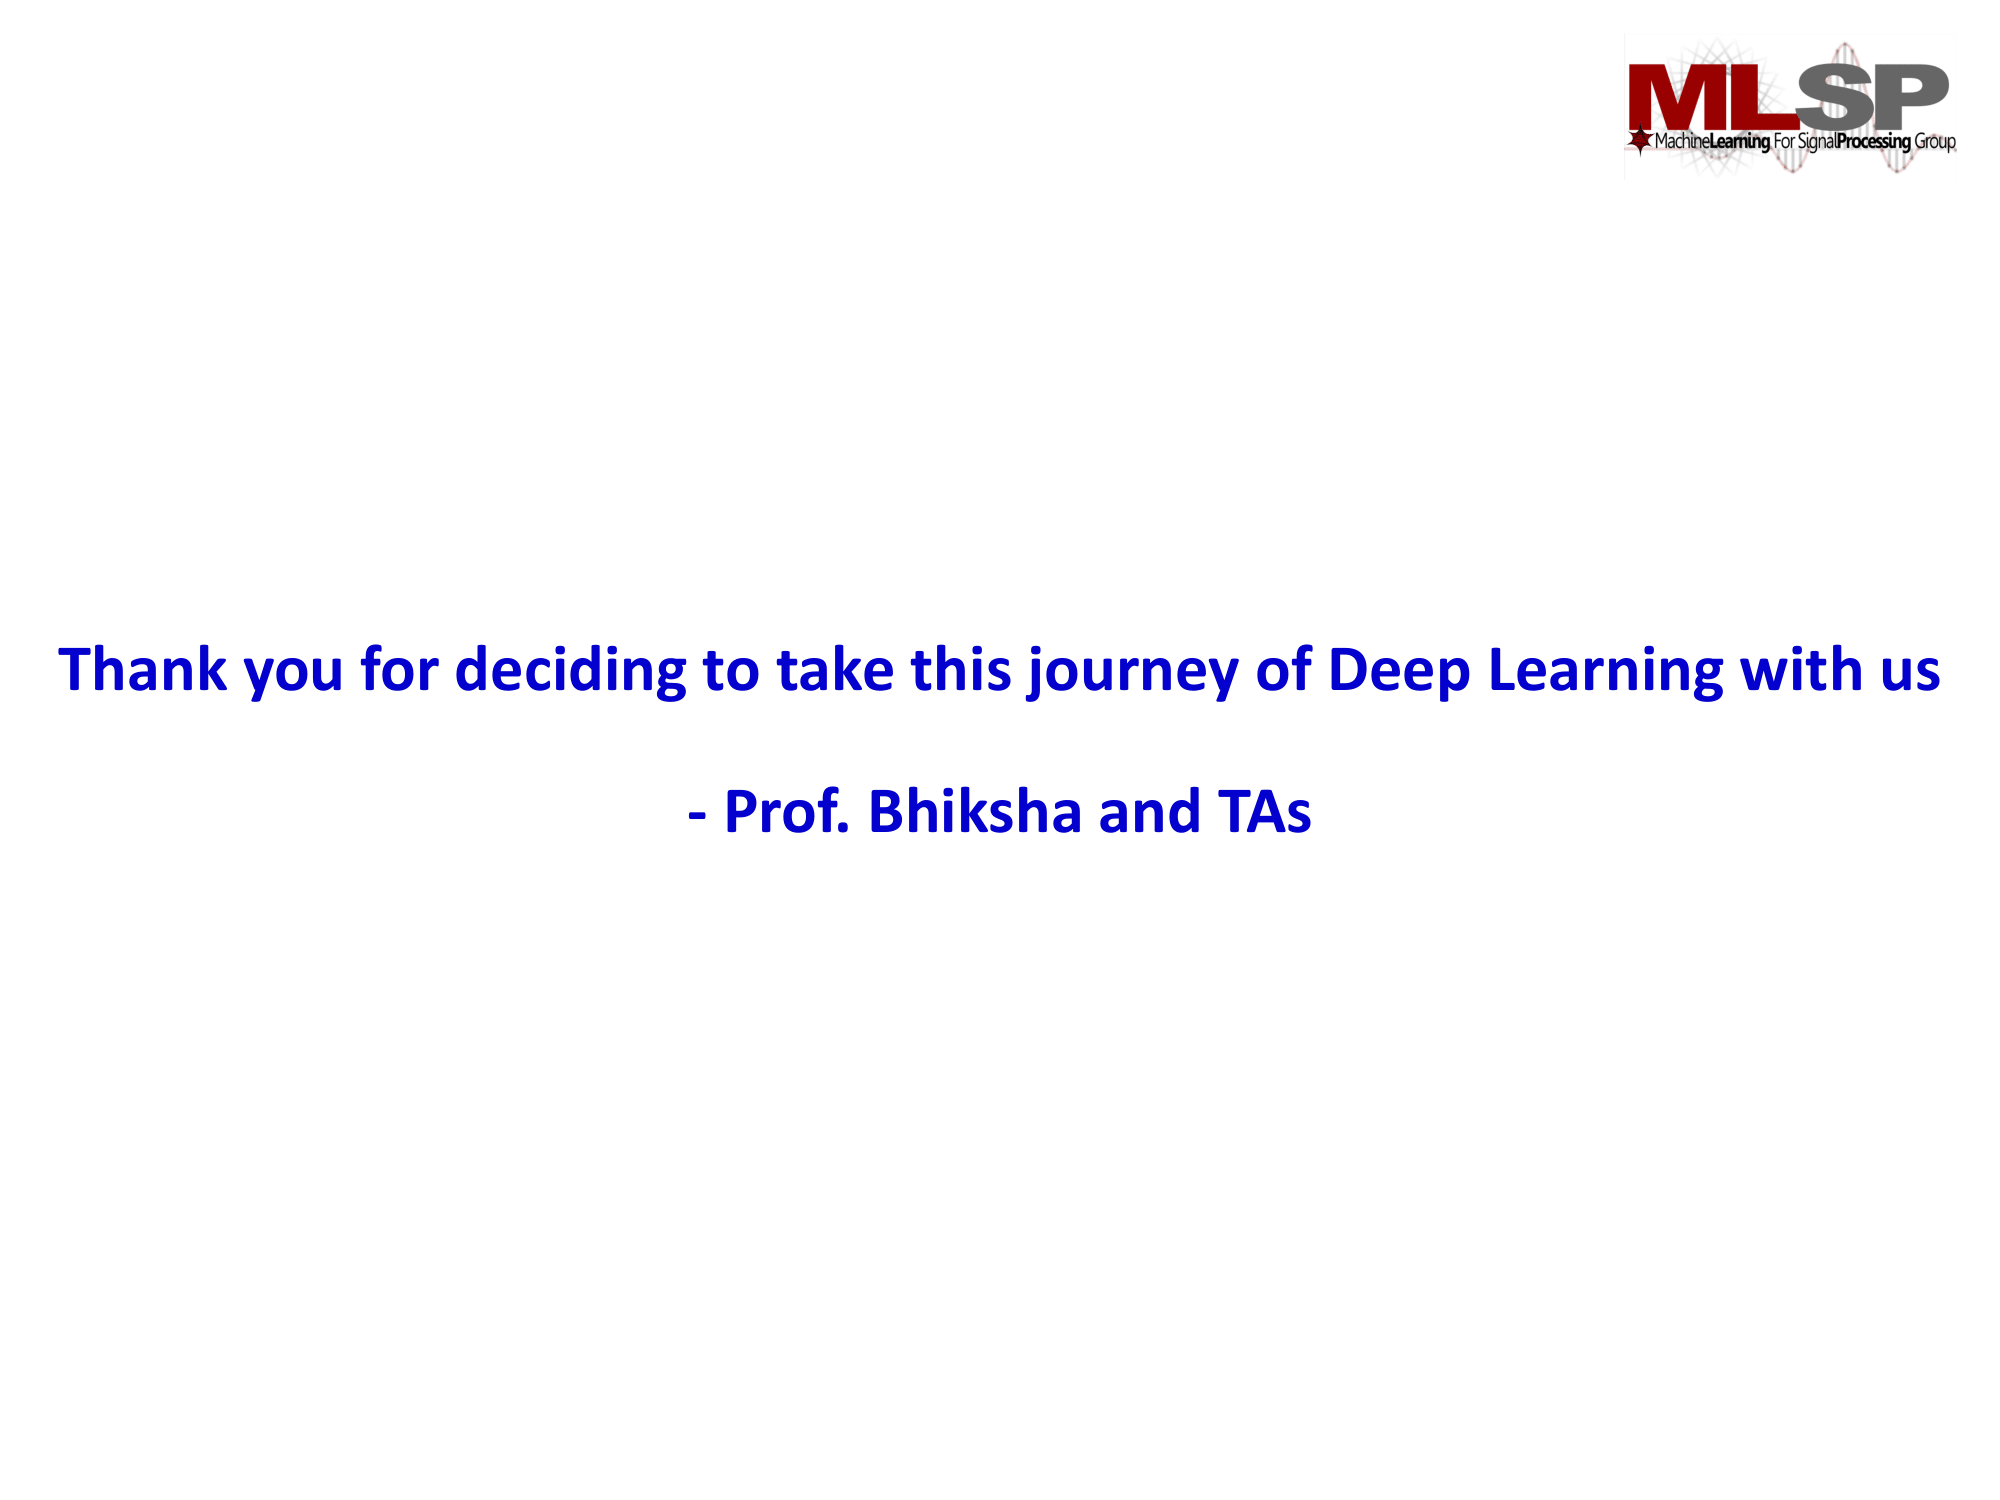 MLSP
MachineLearning For SignalProcessing Group
Thank you for deciding to take this journey of Deep Learning with us
- Prof. Bhiksha and TAs